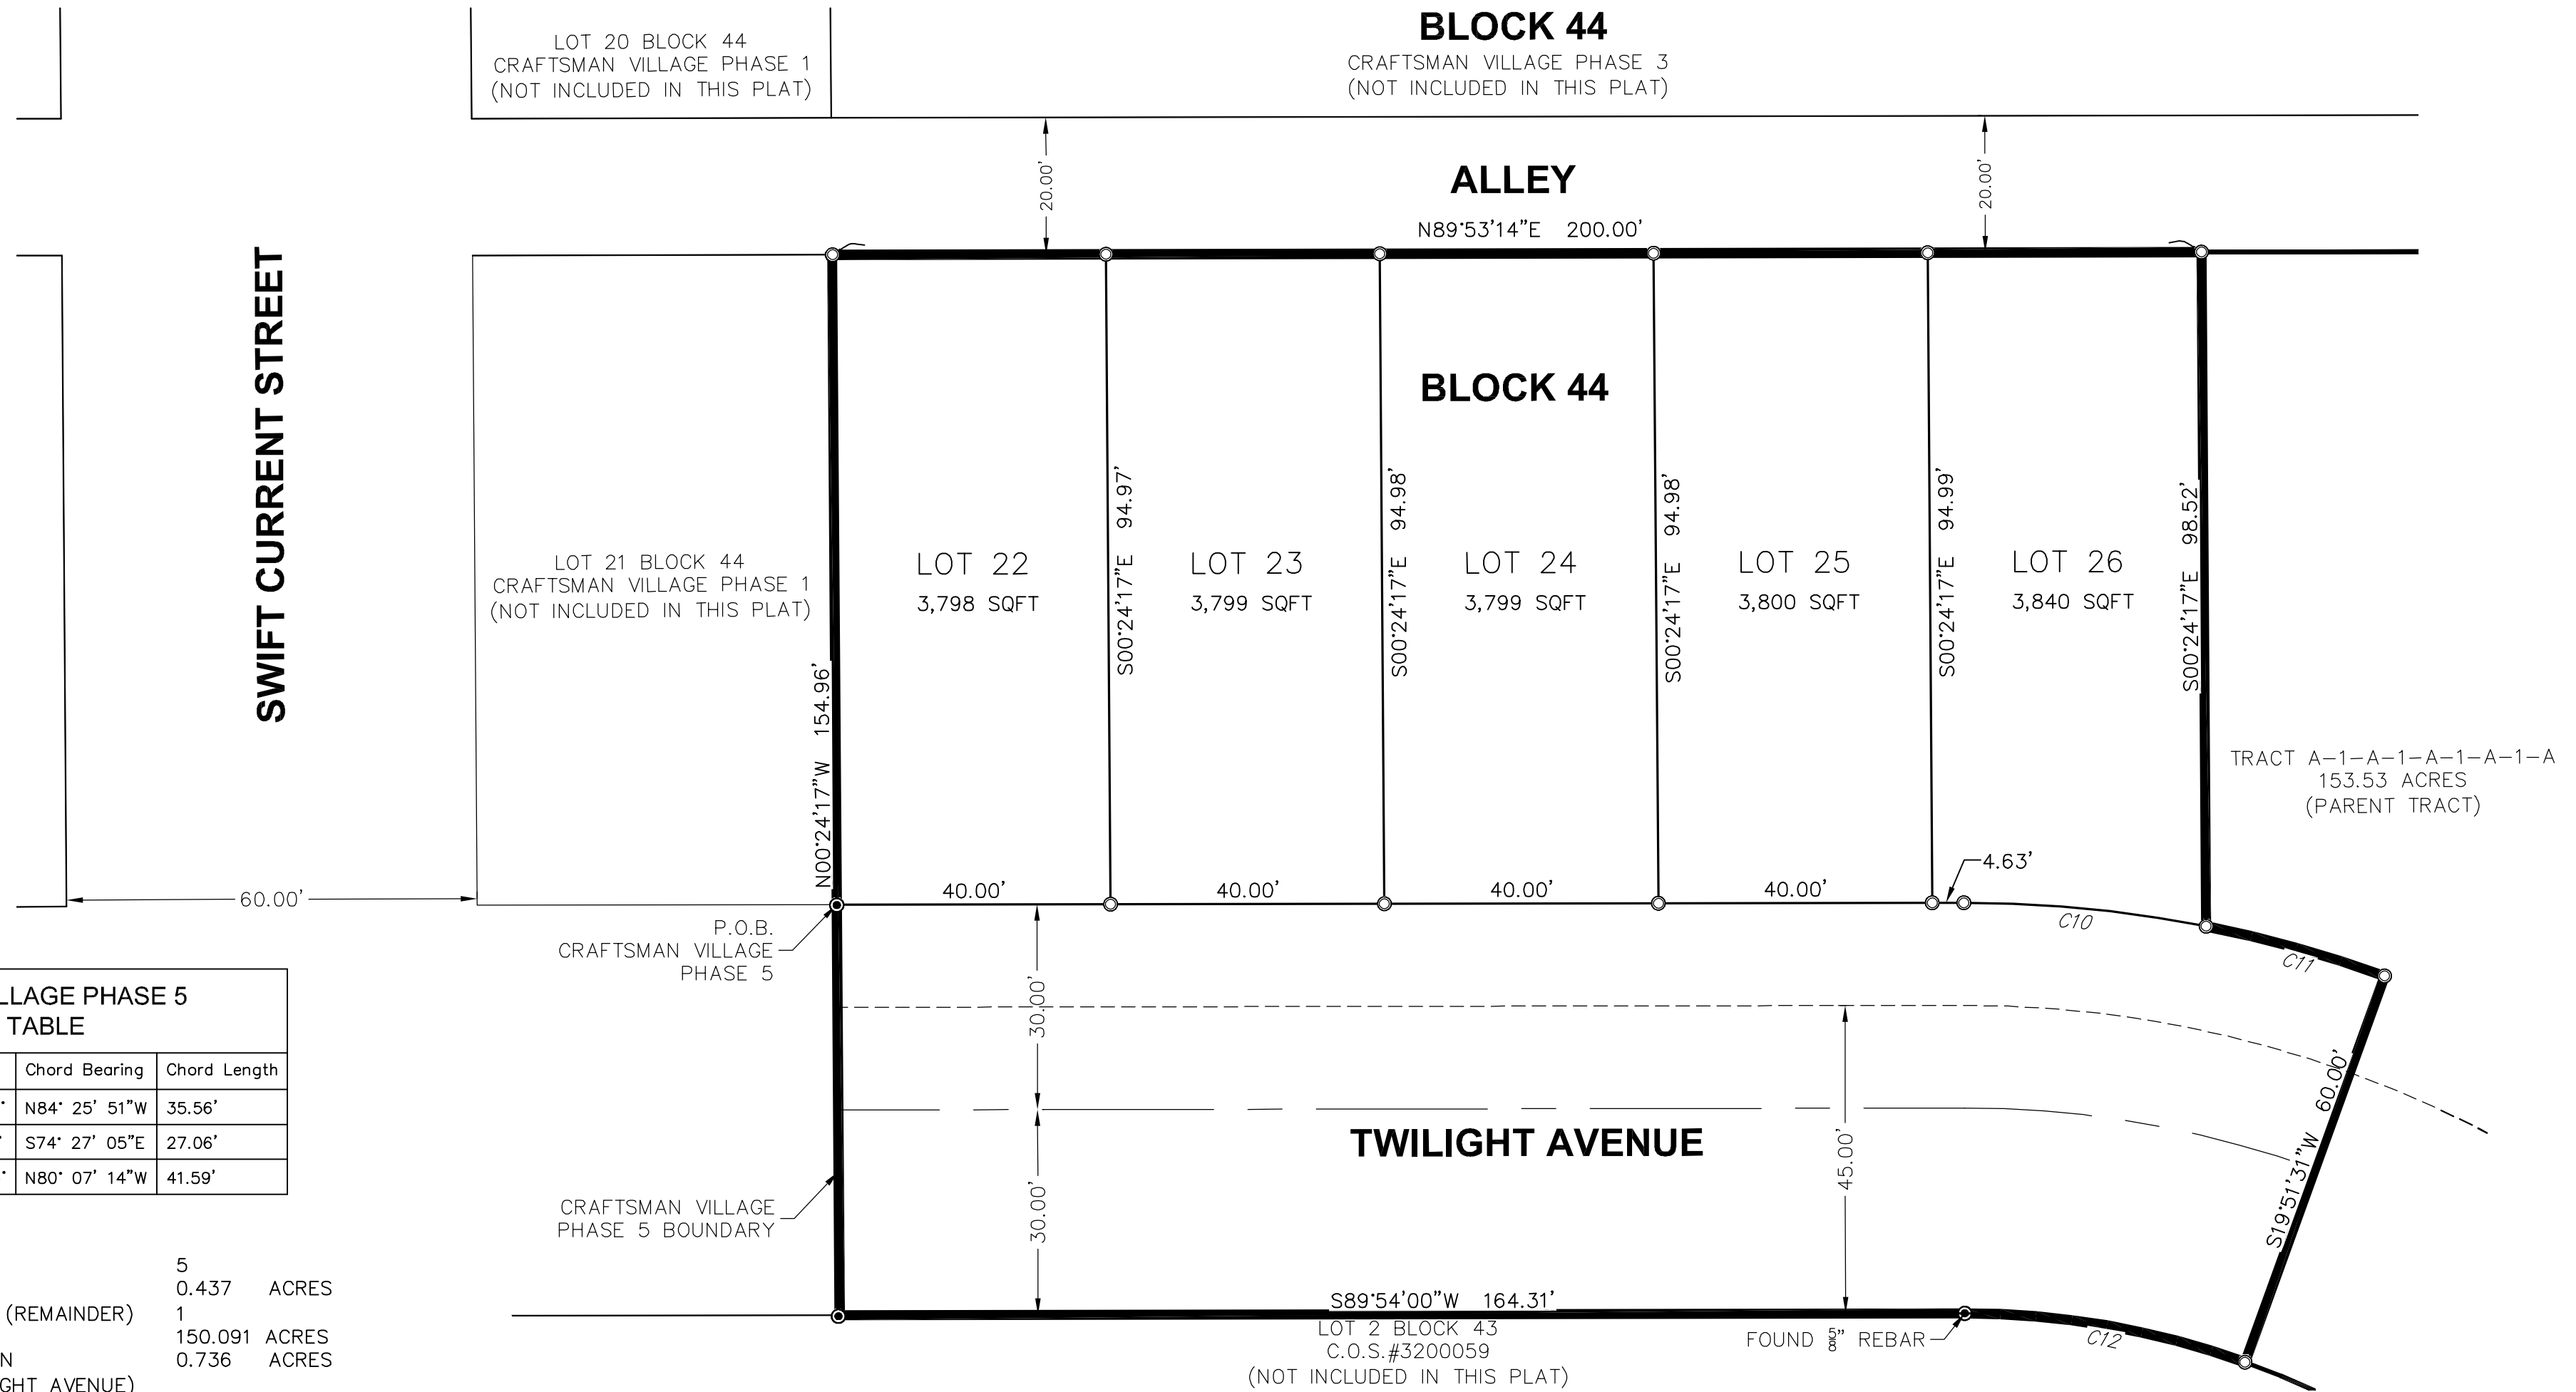 BLOCK 44
CRAFTSMAN VILLAGE PHASE 3
(NOT INCLUDED IN THIS PLAT)
LOT 20 BLOCK 44
CRAFTSMAN VILLAGE PHASE 1
(NOT INCLUDED IN THIS PLAT)
20.00'
ALLEY
20.00'
N89°53'14"E 200.00'
SWIFT CURRENT STREET
BLOCK 44
LOT 21 BLOCK 44
CRAFTSMAN VILLAGE PHASE 1
(NOT INCLUDED IN THIS PLAT)
N00°24'17"W 154.96'
LOT 22
3,798 SQFT
S00°24'17"E 94.97'
LOT 23
3,799 SQFT
S00°24'17"E 94.98'
LOT 24
3,799 SQFT
S00°24'17"E 94.98'
LOT 25
3,800 SQFT
S00°24'17"E 94.99'
LOT 26
3,840 SQFT
S00°24'17"E 98.52'
TRACT A-1-A-1-A-1-A-1-A
153.53 ACRES
(PARENT TRACT)
60.00'
40.00'
40.00'
40.00'
40.00'
4.63'
C10
C11
P.O.B.
CRAFTSMAN VILLAGE
PHASE 5
30.00'
30.00'
45.00'
TWILIGHT AVENUE
S19°51'31"W 60.00'
CRAFTSMAN VILLAGE
PHASE 5 BOUNDARY
S89°54'00"W 164.31'
LOT 2 BLOCK 43
C.O.S.#3200059
(NOT INCLUDED IN THIS PLAT)
FOUND 5/8" REBAR
C12
LLAGE PHASE 5
TABLE
Chord Bearing Chord Length
N84° 25' 51"W 35.56'
S74° 27' 05"E 27.06'
N80° 07' 14"W 41.59'
5
0.437 ACRES
(REMAINDER) 1
150.091 ACRES
N 0.736 ACRES
GHT AVENUE)